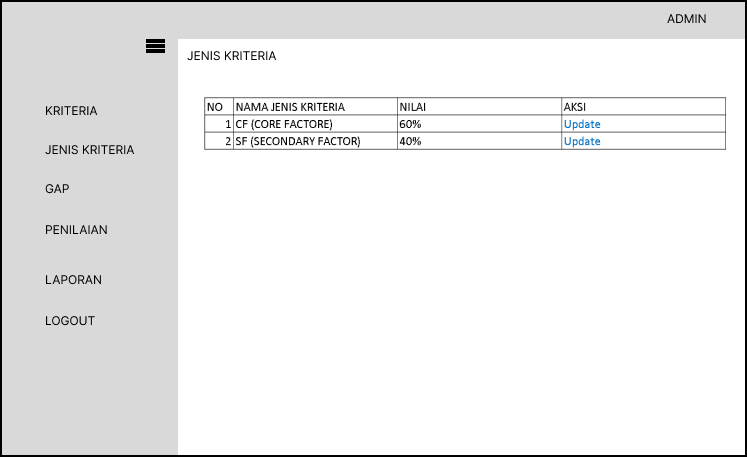 ADMIN
JENIS KRITERIA
KRITERIA
JENIS KRITERIA
GAP
PENILAIAN
LAPORAN
LOGOUT
NO NAMA JENIS KRITERIA NILAI AKSI
1 CF (CORE FACTORE) 60% Update
2 SF (SECONDARY FACTOR) 40% Update